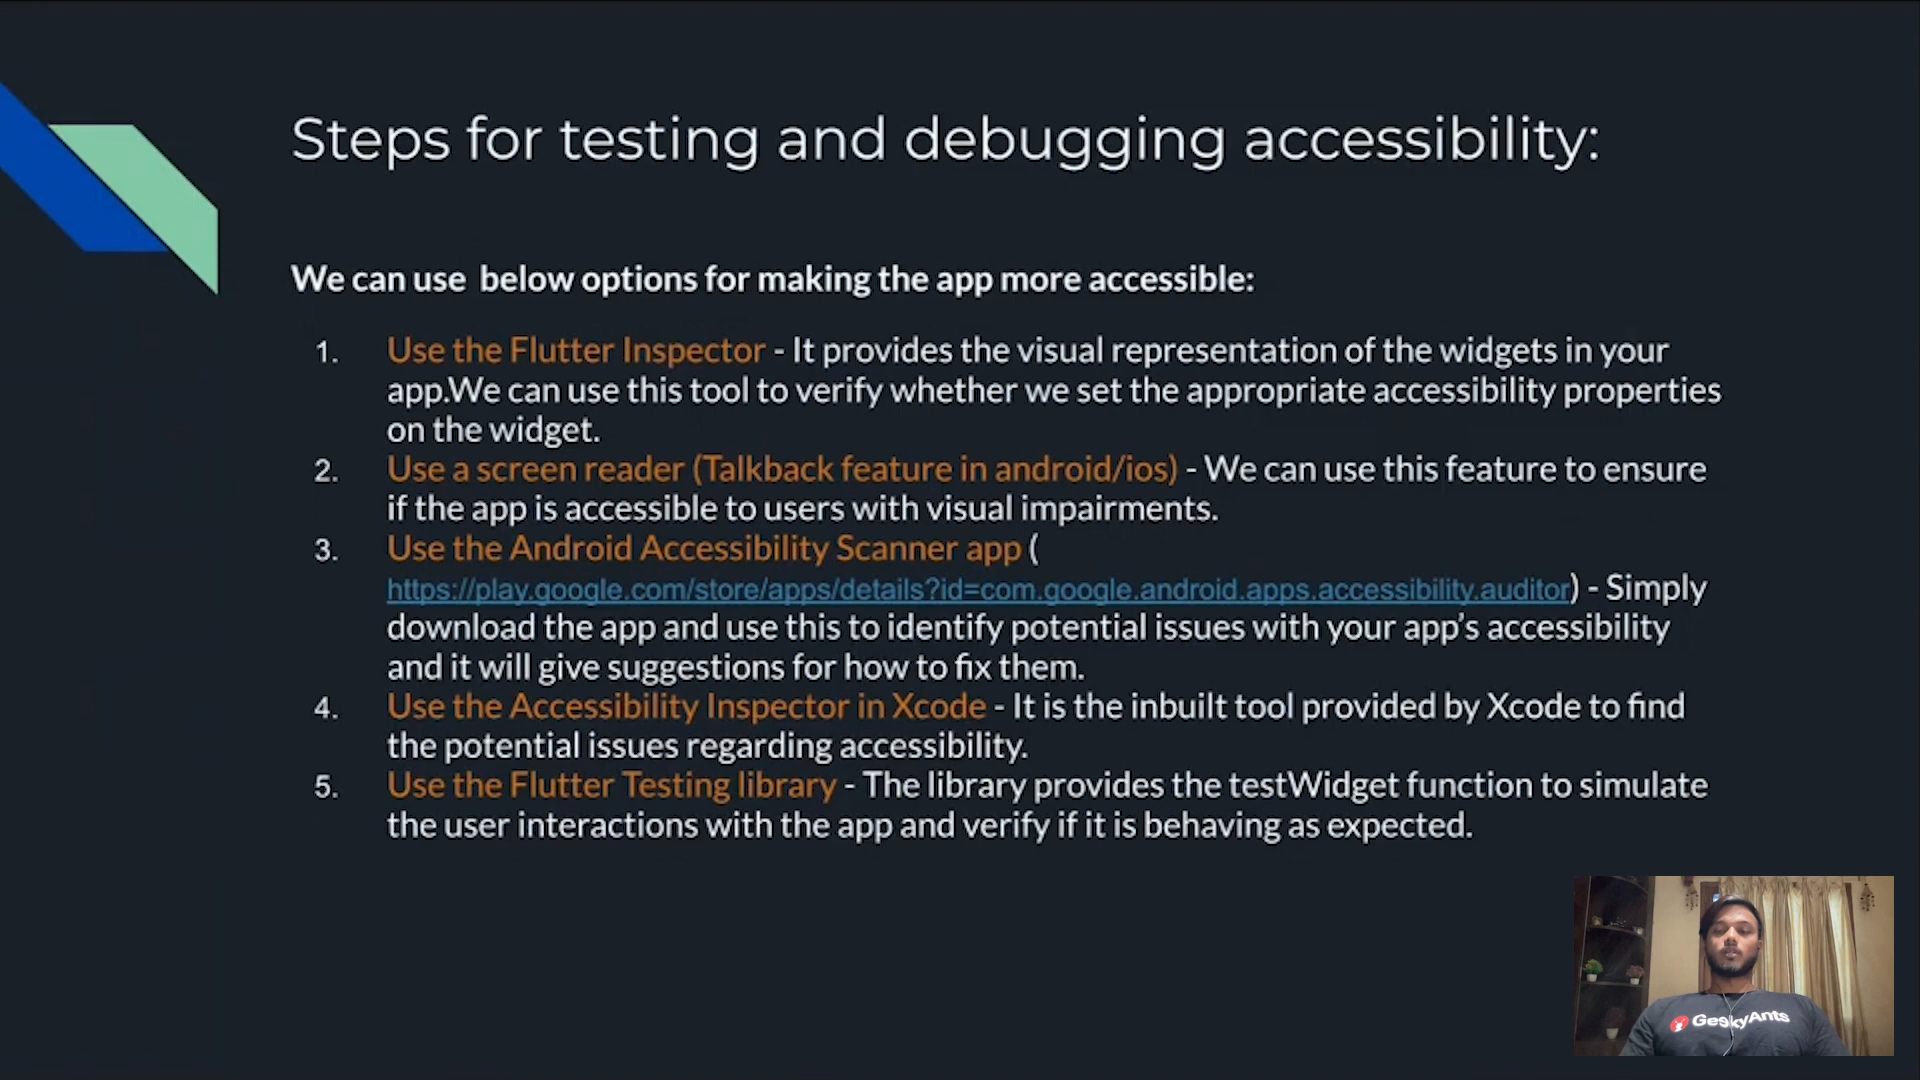 Steps for testing and debugging accessibility:
We can use below options for making the app more accessible:
1. Use the Flutter Inspector - It provides the visual representation of the widgets in your
app.We can use this tool to verify whether we set the appropriate accessibility properties
on the widget.
2. Use a screen reader (Talkback feature in android/ios) - We can use this feature to ensure
if the app is accessible to users with visual impairments.
3. Use the Android Accessibility Scanner app (
https://play.google.com/store/apps/details?id=com.google.android.apps.accessibility.auditor) - Simply
download the app and use this to identify potential issues with your app’s accessibility
and it will give suggestions for how to fix them.
4. Use the Accessibility Inspector in Xcode - It is the inbuilt tool provided by Xcode to find
the potential issues regarding accessibility.
5. Use the Flutter Testing library - The library provides the testWidget function to simulate
the user interactions with the app and verify if it is behaving as expected.
GeekyAnts